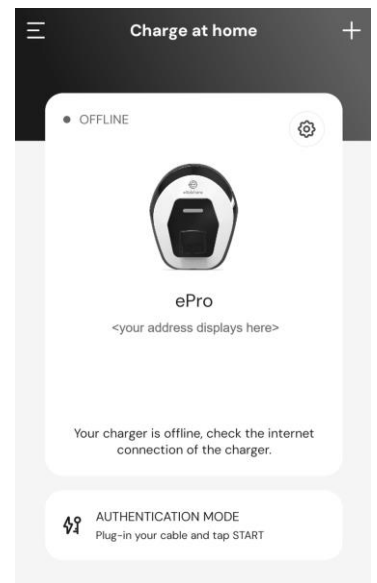 Charge at home
OFFLINE
ePro
<your address displays here>
Your charger is offline, check the internet
connection of the charger.
AUTHENTICATION MODE
Plug-in your cable and tap START